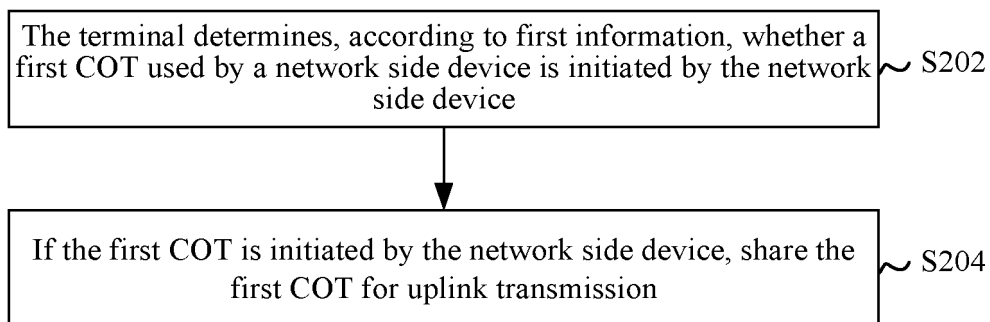 The terminal determines, according to first information, whether a
first COT used by a network side device is initiated by the network
side device
S202
If the first COT is initiated by the network side device, share the
first COT for uplink transmission
S204